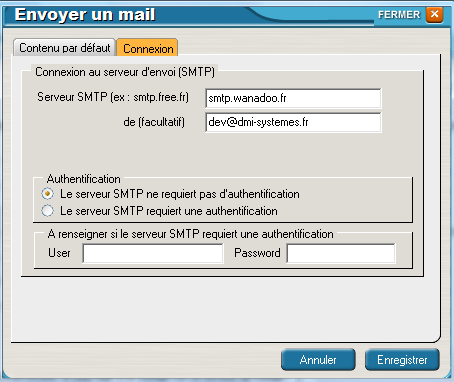 Envoyer un mail FERMER
Contenu par défaut Connexion
Connexion au serveur d'envoi (SMTP)
Serveur SMTP (ex : smtp.free.fr) smtp.wanadoo.fr
de (facultatif) dev@dmi-systemes.fr
Authentification
Le serveur SMTP ne requiert pas d'authentification
Le serveur SMTP requiert une authentification
A renseigner si le serveur SMTP requiert une authentification
User Password
Annuler Enregistrer